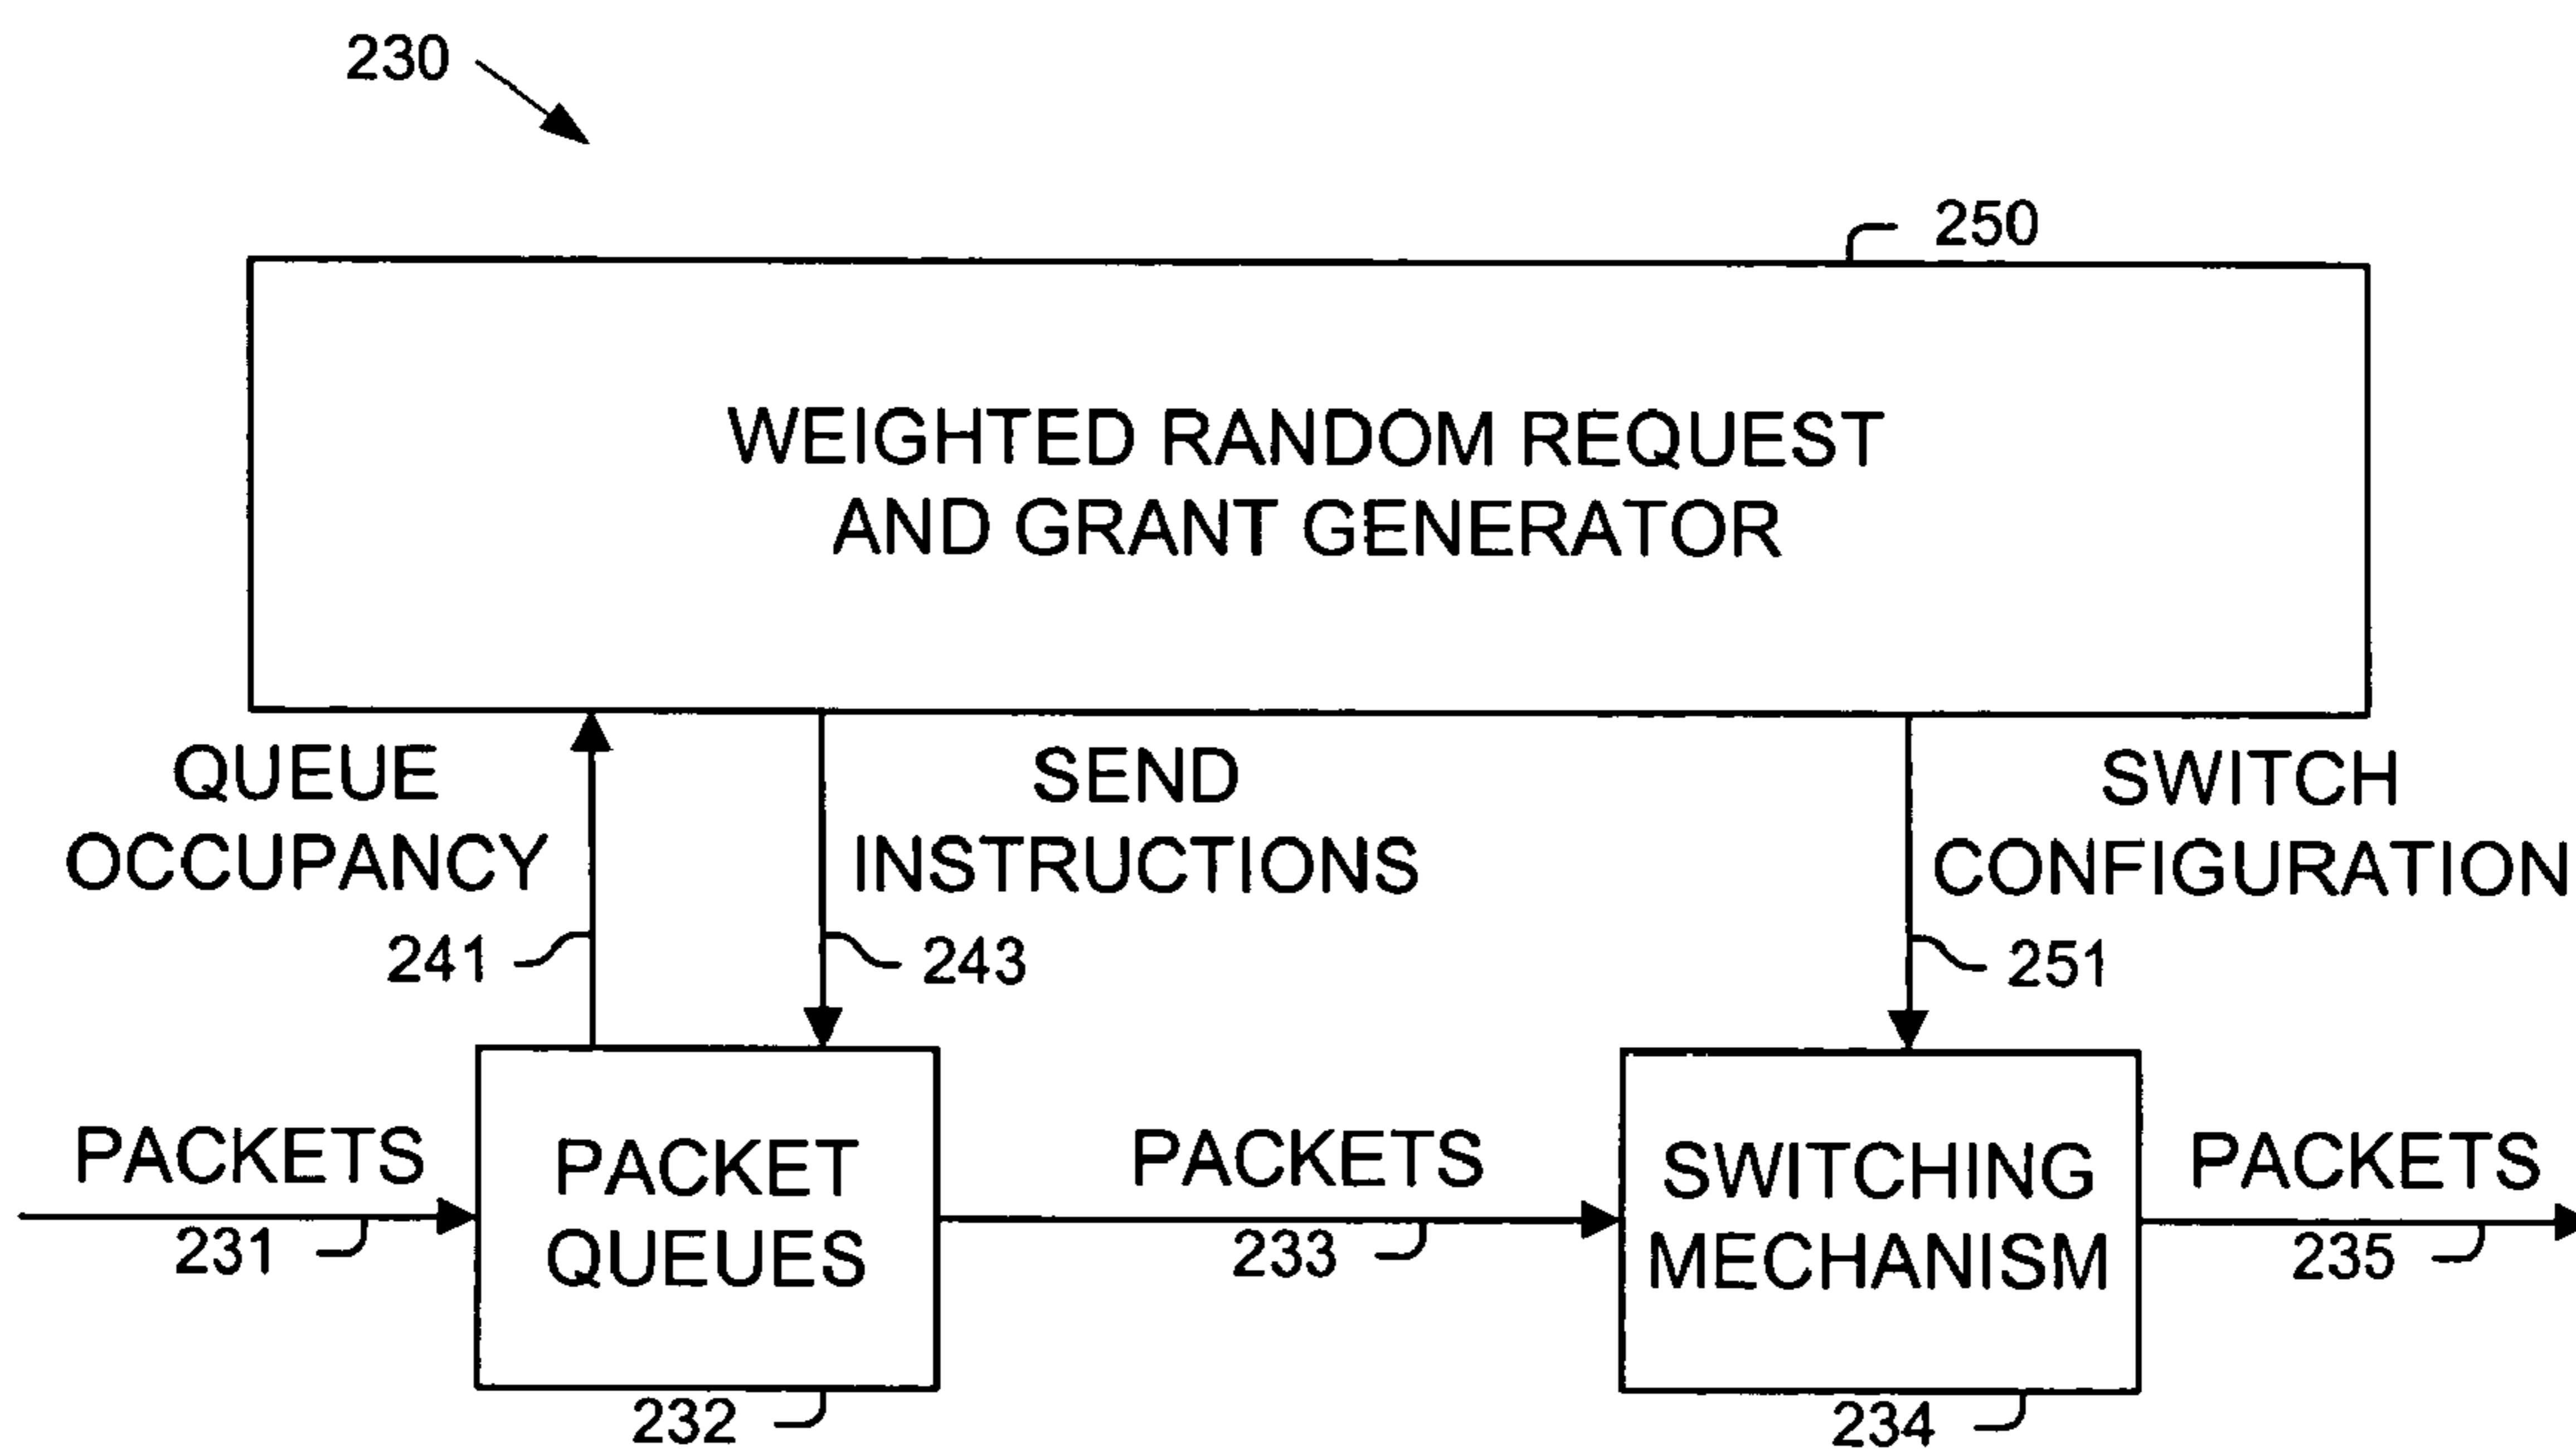 230
250
WEIGHTED RANDOM REQUEST
AND GRANT GENERATOR
QUEUE
OCCUPANCY
241
SEND
INSTRUCTIONS
243
SWITCH
CONFIGURATION
251
PACKETS
231
PACKET
QUEUES
232
PACKETS
233
SWITCHING
MECHANISM
234
PACKETS
235